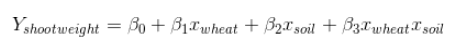 Y_{shootweight} = β_0 + β_1x_{wheat} + β_2x_{soil} + β_3x_{wheat}x_{soil}